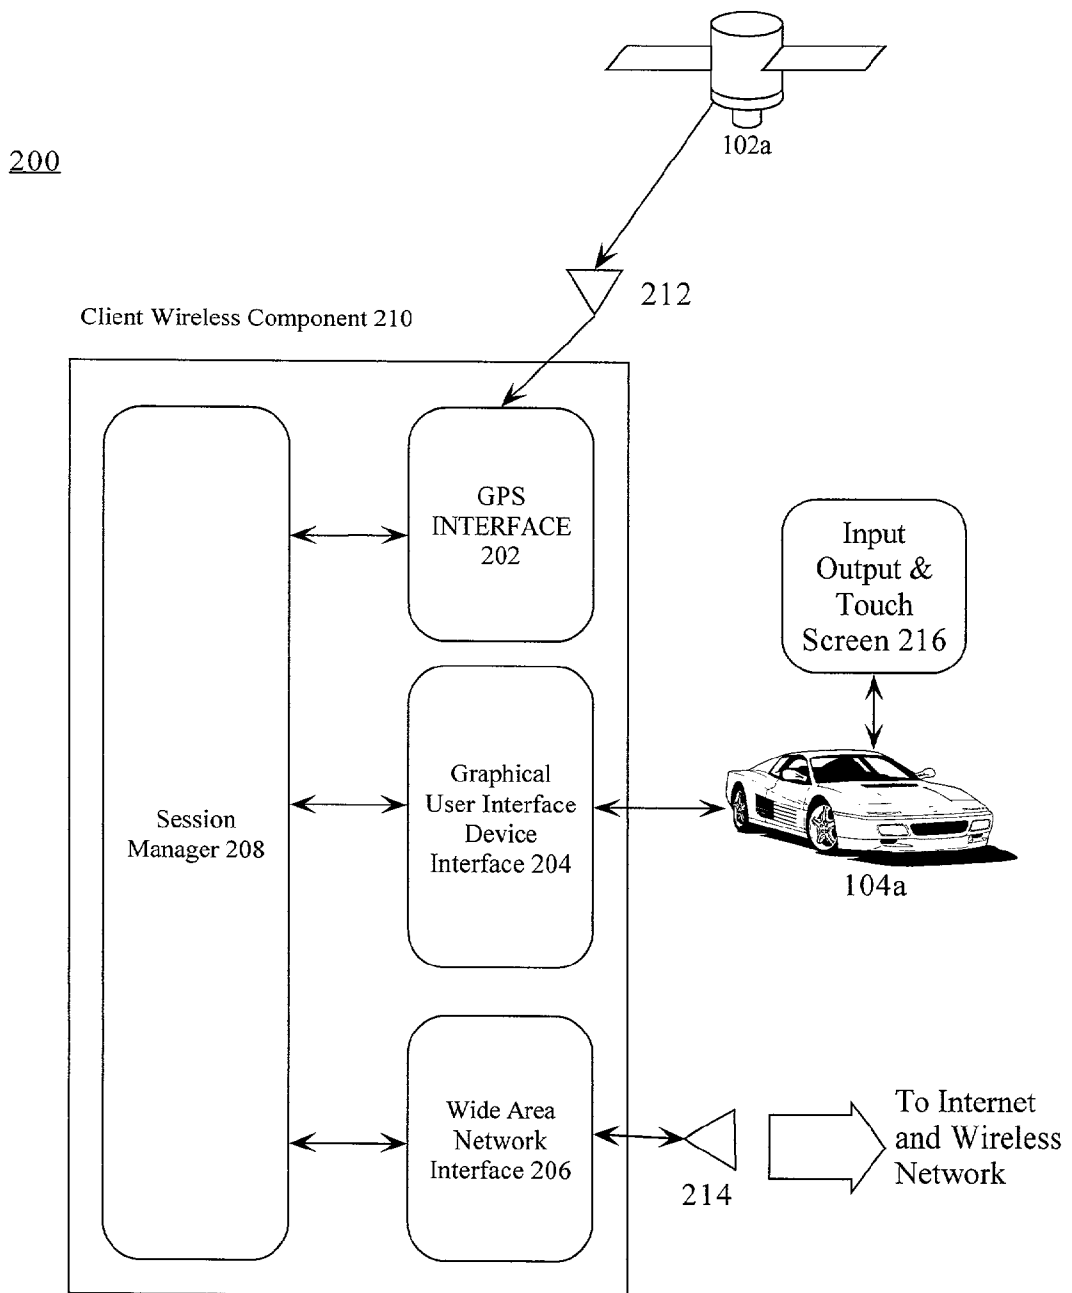 102a
200
212
Client Wireless Component 210
GPS
INTERFACE
202
Input
Output &
Touch
Screen 216
Graphical
User Interface
Device
Interface 204
Session
Manager 208
104a
Wide Area
Network
Interface 206
214
To Internet
and Wireless
Network